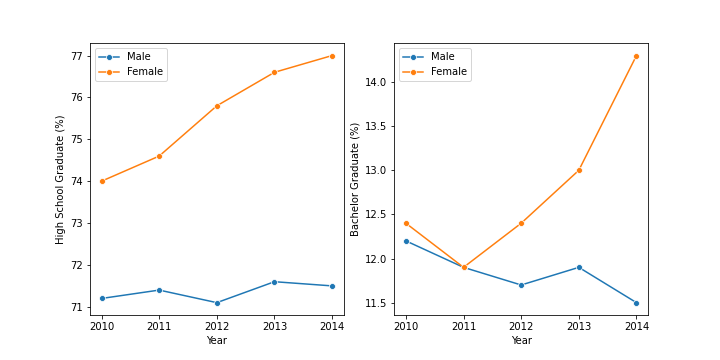 Male
Female
77
76
75
74
73
72
71
High School Graduate (%)
2010 2011 2012 2013 2014
Year
Male
Female
14.0
13.5
13.0
12.5
12.0
11.5
Bachelor Graduate (%)
2010 2011 2012 2013 2014
Year